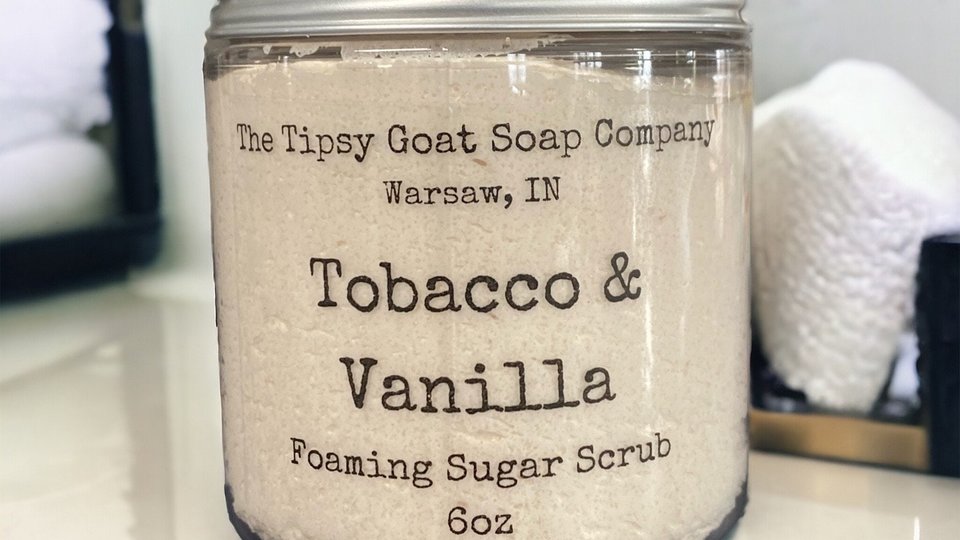 The Tipsy Goat Soap Company
Warsaw, IN
Tobacco &
Vanilla
Foaming Sugar Scrub
6oz